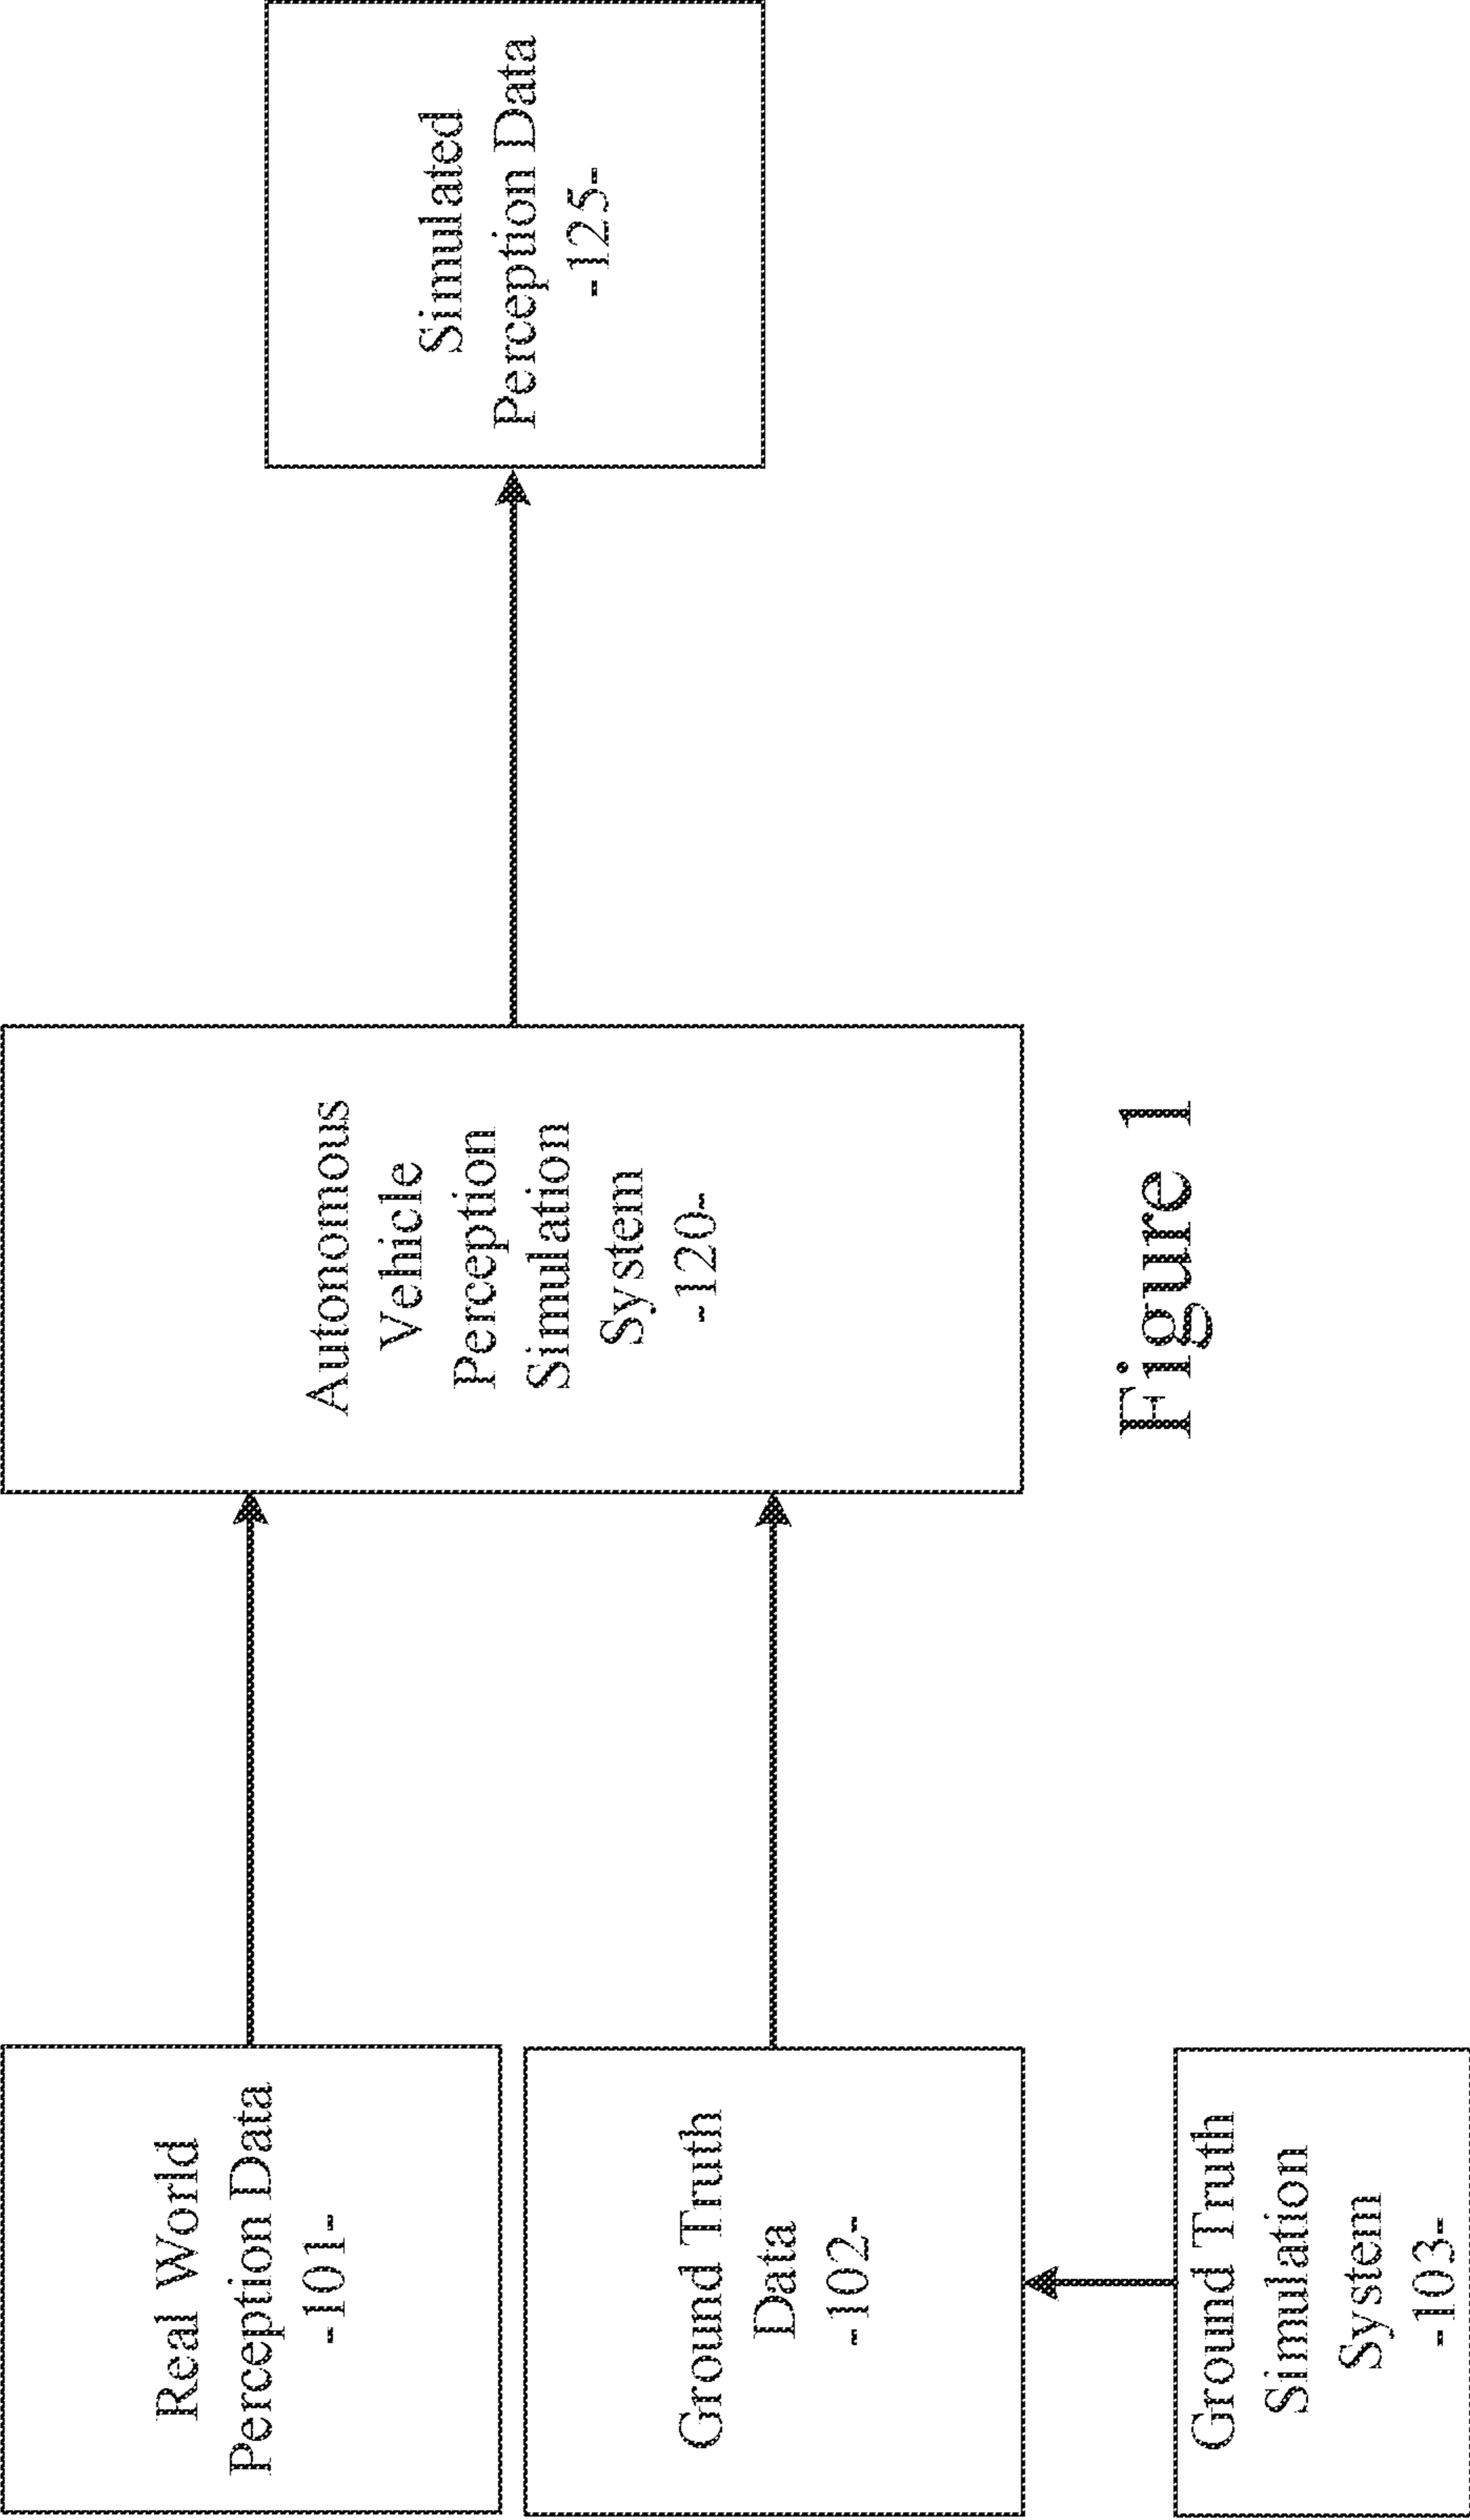 Real World
Perception Data
-101-
Ground Truth
Data
-102-
Ground Truth
Simulation
System
-103-
Autonomous
Vehicle
Perception
Simulation
System
-120-
Simulated
Perception Data
-125-
Figure 1